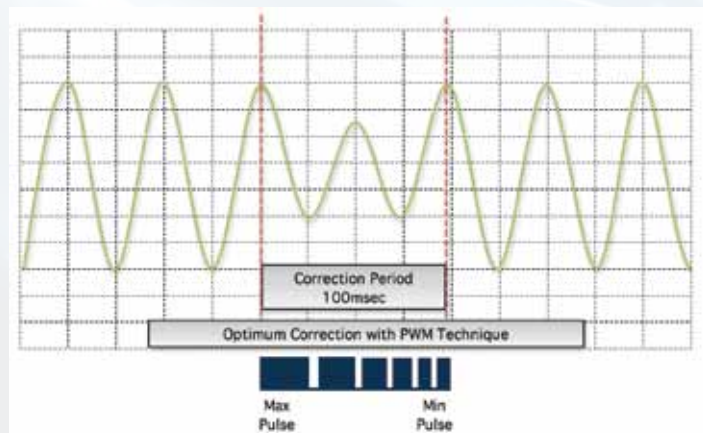 Correction Period
100msec
Optimum Correction with PWM Technique
Max
Pulse
Min
Pulse